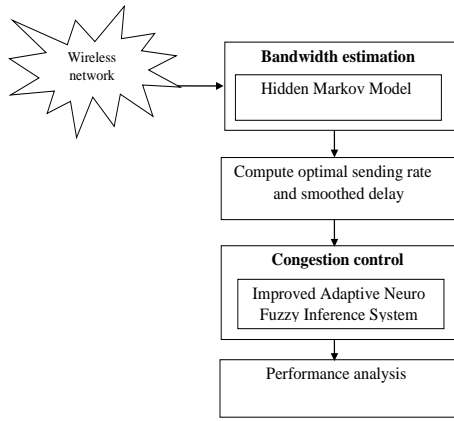 Wireless
network
Bandwidth estimation
Hidden Markov Model
Compute optimal sending rate
and smoothed delay
Congestion control
Improved Adaptive Neuro
Fuzzy Inference System
Performance analysis